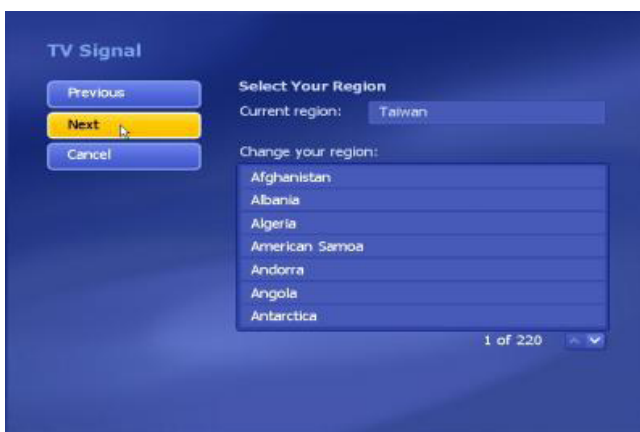 TV Signal
Previous
Next
Cancel
Select Your Region
Current region: Taiwan
Change your region:
Afghanistan
Albania
Algeria
American Samoa
Andorra
Angola
Antarctica
1 of 220